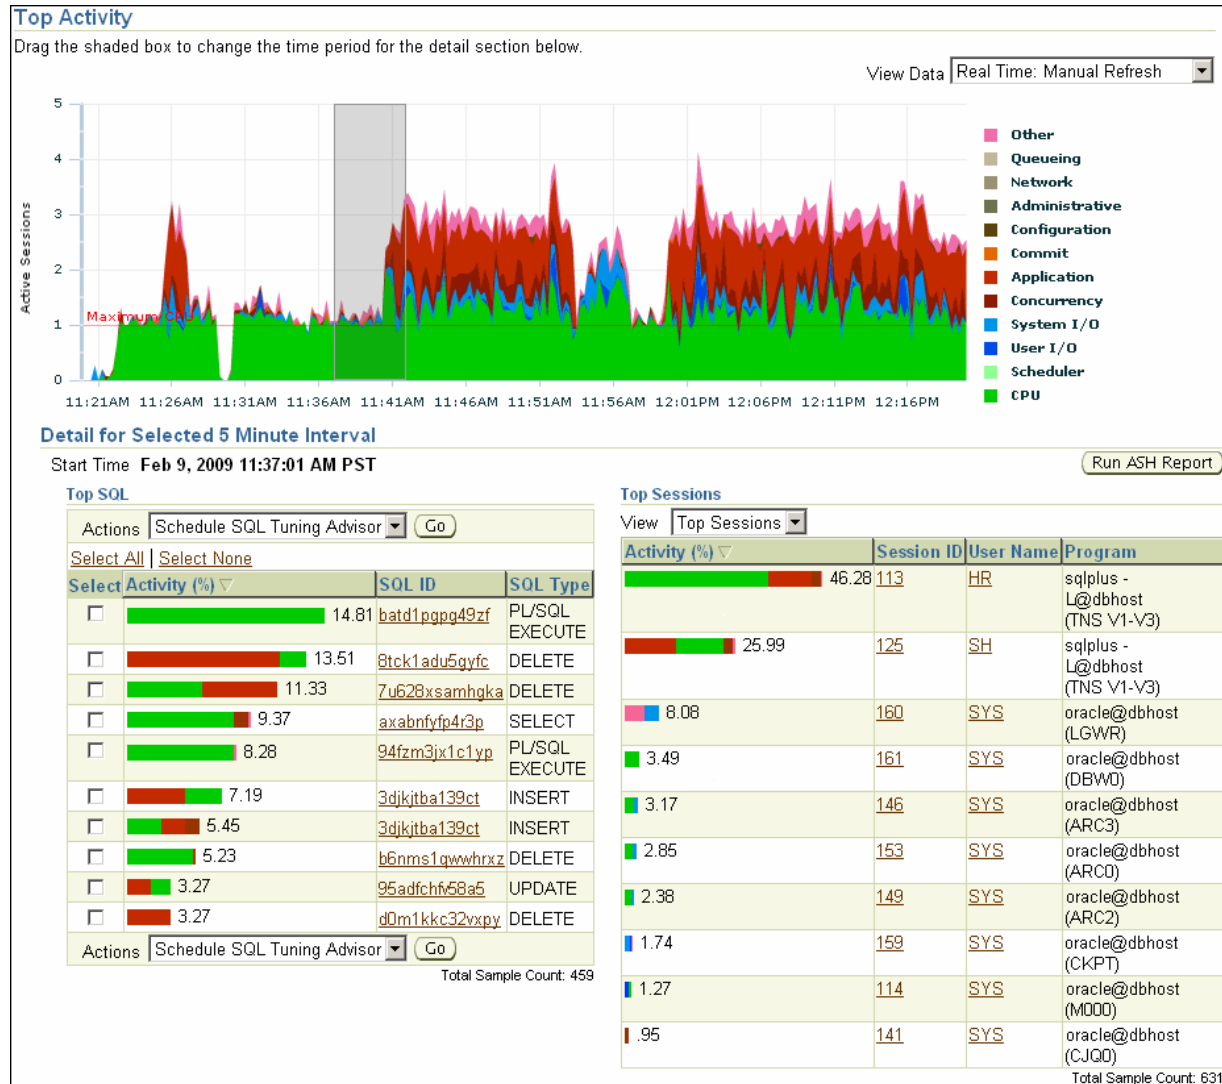 Top Activity
Drag the shaded box to change the time period for the detail section below.
View Data Real Time: Manual Refresh
5
4
3
2
1
0
Active Sessions
Maximum CPU
11:21AM 11:26AM 11:31AM 11:36AM 11:41AM 11:46AM 11:51AM 11:56AM 12:01PM 12:06PM 12:11PM 12:16PM
Other
Queueing
Network
Administrative
Configuration
Commit
Application
Concurrency
System I/O
User I/O
Scheduler
CPU
Detail for Selected 5 Minute Interval
Start Time Feb 9, 2009 11:37:01 AM PST
Run ASH Report
Top SQL
Actions Schedule SQL Tuning Advisor Go
Select All | Select None
Select Activity (%) SQL ID SQL Type
14.81 batd1pgpg49zf PL/SQL
EXECUTE
13.51 8tck1adu5gyfc DELETE
11.33 7u628xsamhgka DELETE
9.37 axabnfyfp4r3p SELECT
8.28 94fzm3jx1c1yp PL/SQL
EXECUTE
7.19 3djkjtba139ct INSERT
5.45 3djkjtba139ct INSERT
5.23 b6nms1qwwhrxz DELETE
3.27 95adfchfv58a5 UPDATE
3.27 d0m1kkc32vxpy DELETE
Actions Schedule SQL Tuning Advisor Go
Total Sample Count: 459
Top Sessions
View Top Sessions
Activity (%) Session ID User Name Program
46.28 113 HR sqlplus -
L@dbhost
(TNS V1-V3)
25.99 125 SH sqlplus -
L@dbhost
(TNS V1-V3)
8.08 160 SYS oracle@dbhost
(LGWR)
3.49 161 SYS oracle@dbhost
(DBW0)
3.17 146 SYS oracle@dbhost
(ARC3)
2.85 153 SYS oracle@dbhost
(ARC0)
2.38 149 SYS oracle@dbhost
(ARC2)
1.74 159 SYS oracle@dbhost
(CKPT)
1.27 114 SYS oracle@dbhost
(M000)
.95 141 SYS oracle@dbhost
(CJQ0)
Total Sample Count: 631